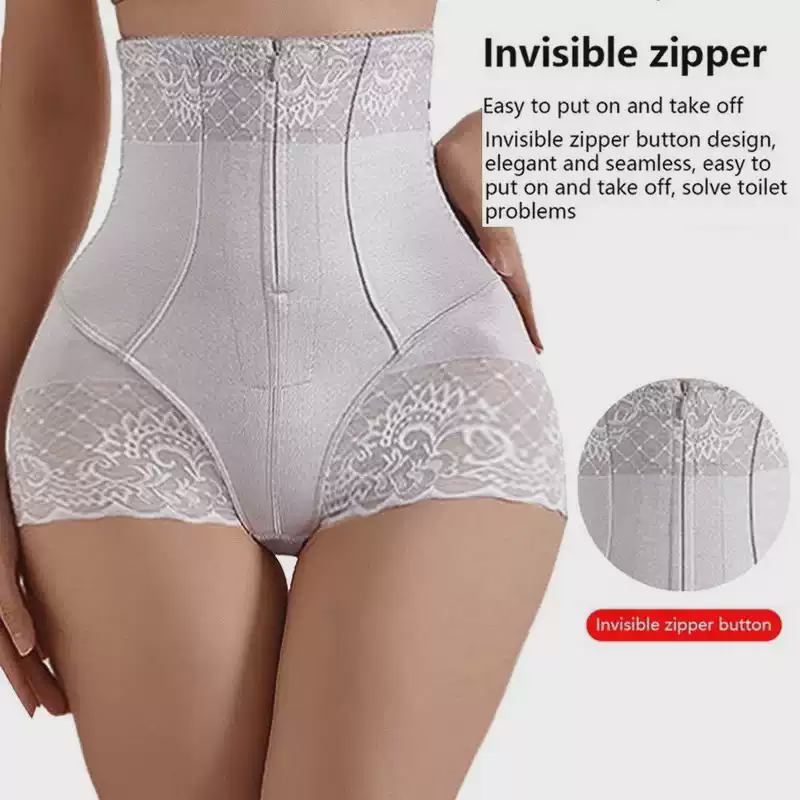 Invisible zipper
Easy to put on and take off
Invisible zipper button design,
elegant and seamless, easy to
put on and take off, solve toilet
problems
Invisible zipper button